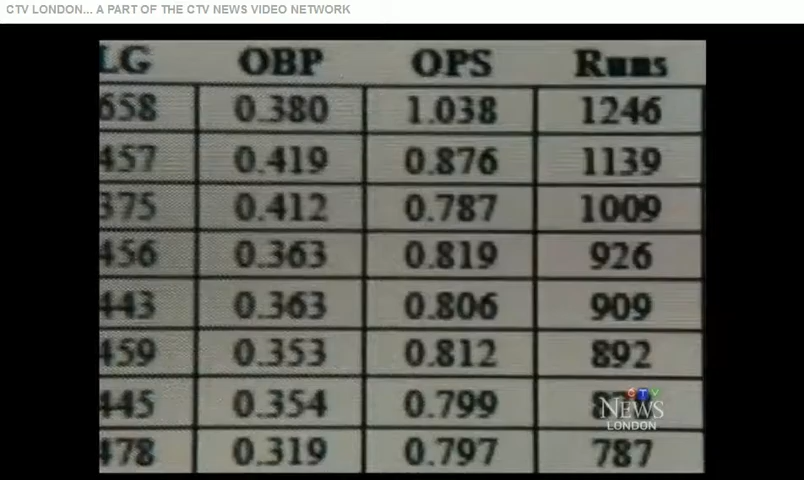 CTV LONDON... A PART OF THE CTV NEWS VIDEO NETWORK
LG OBP OPS Runs
658 0.380 1.038 1246
457 0.419 0.876 1139
375 0.412 0.787 1009
456 0.363 0.819 926
443 0.363 0.806 909
459 0.353 0.812 892
445 0.354 0.799
CTV
NEWS
LONDON
478 0.319 0.797 787